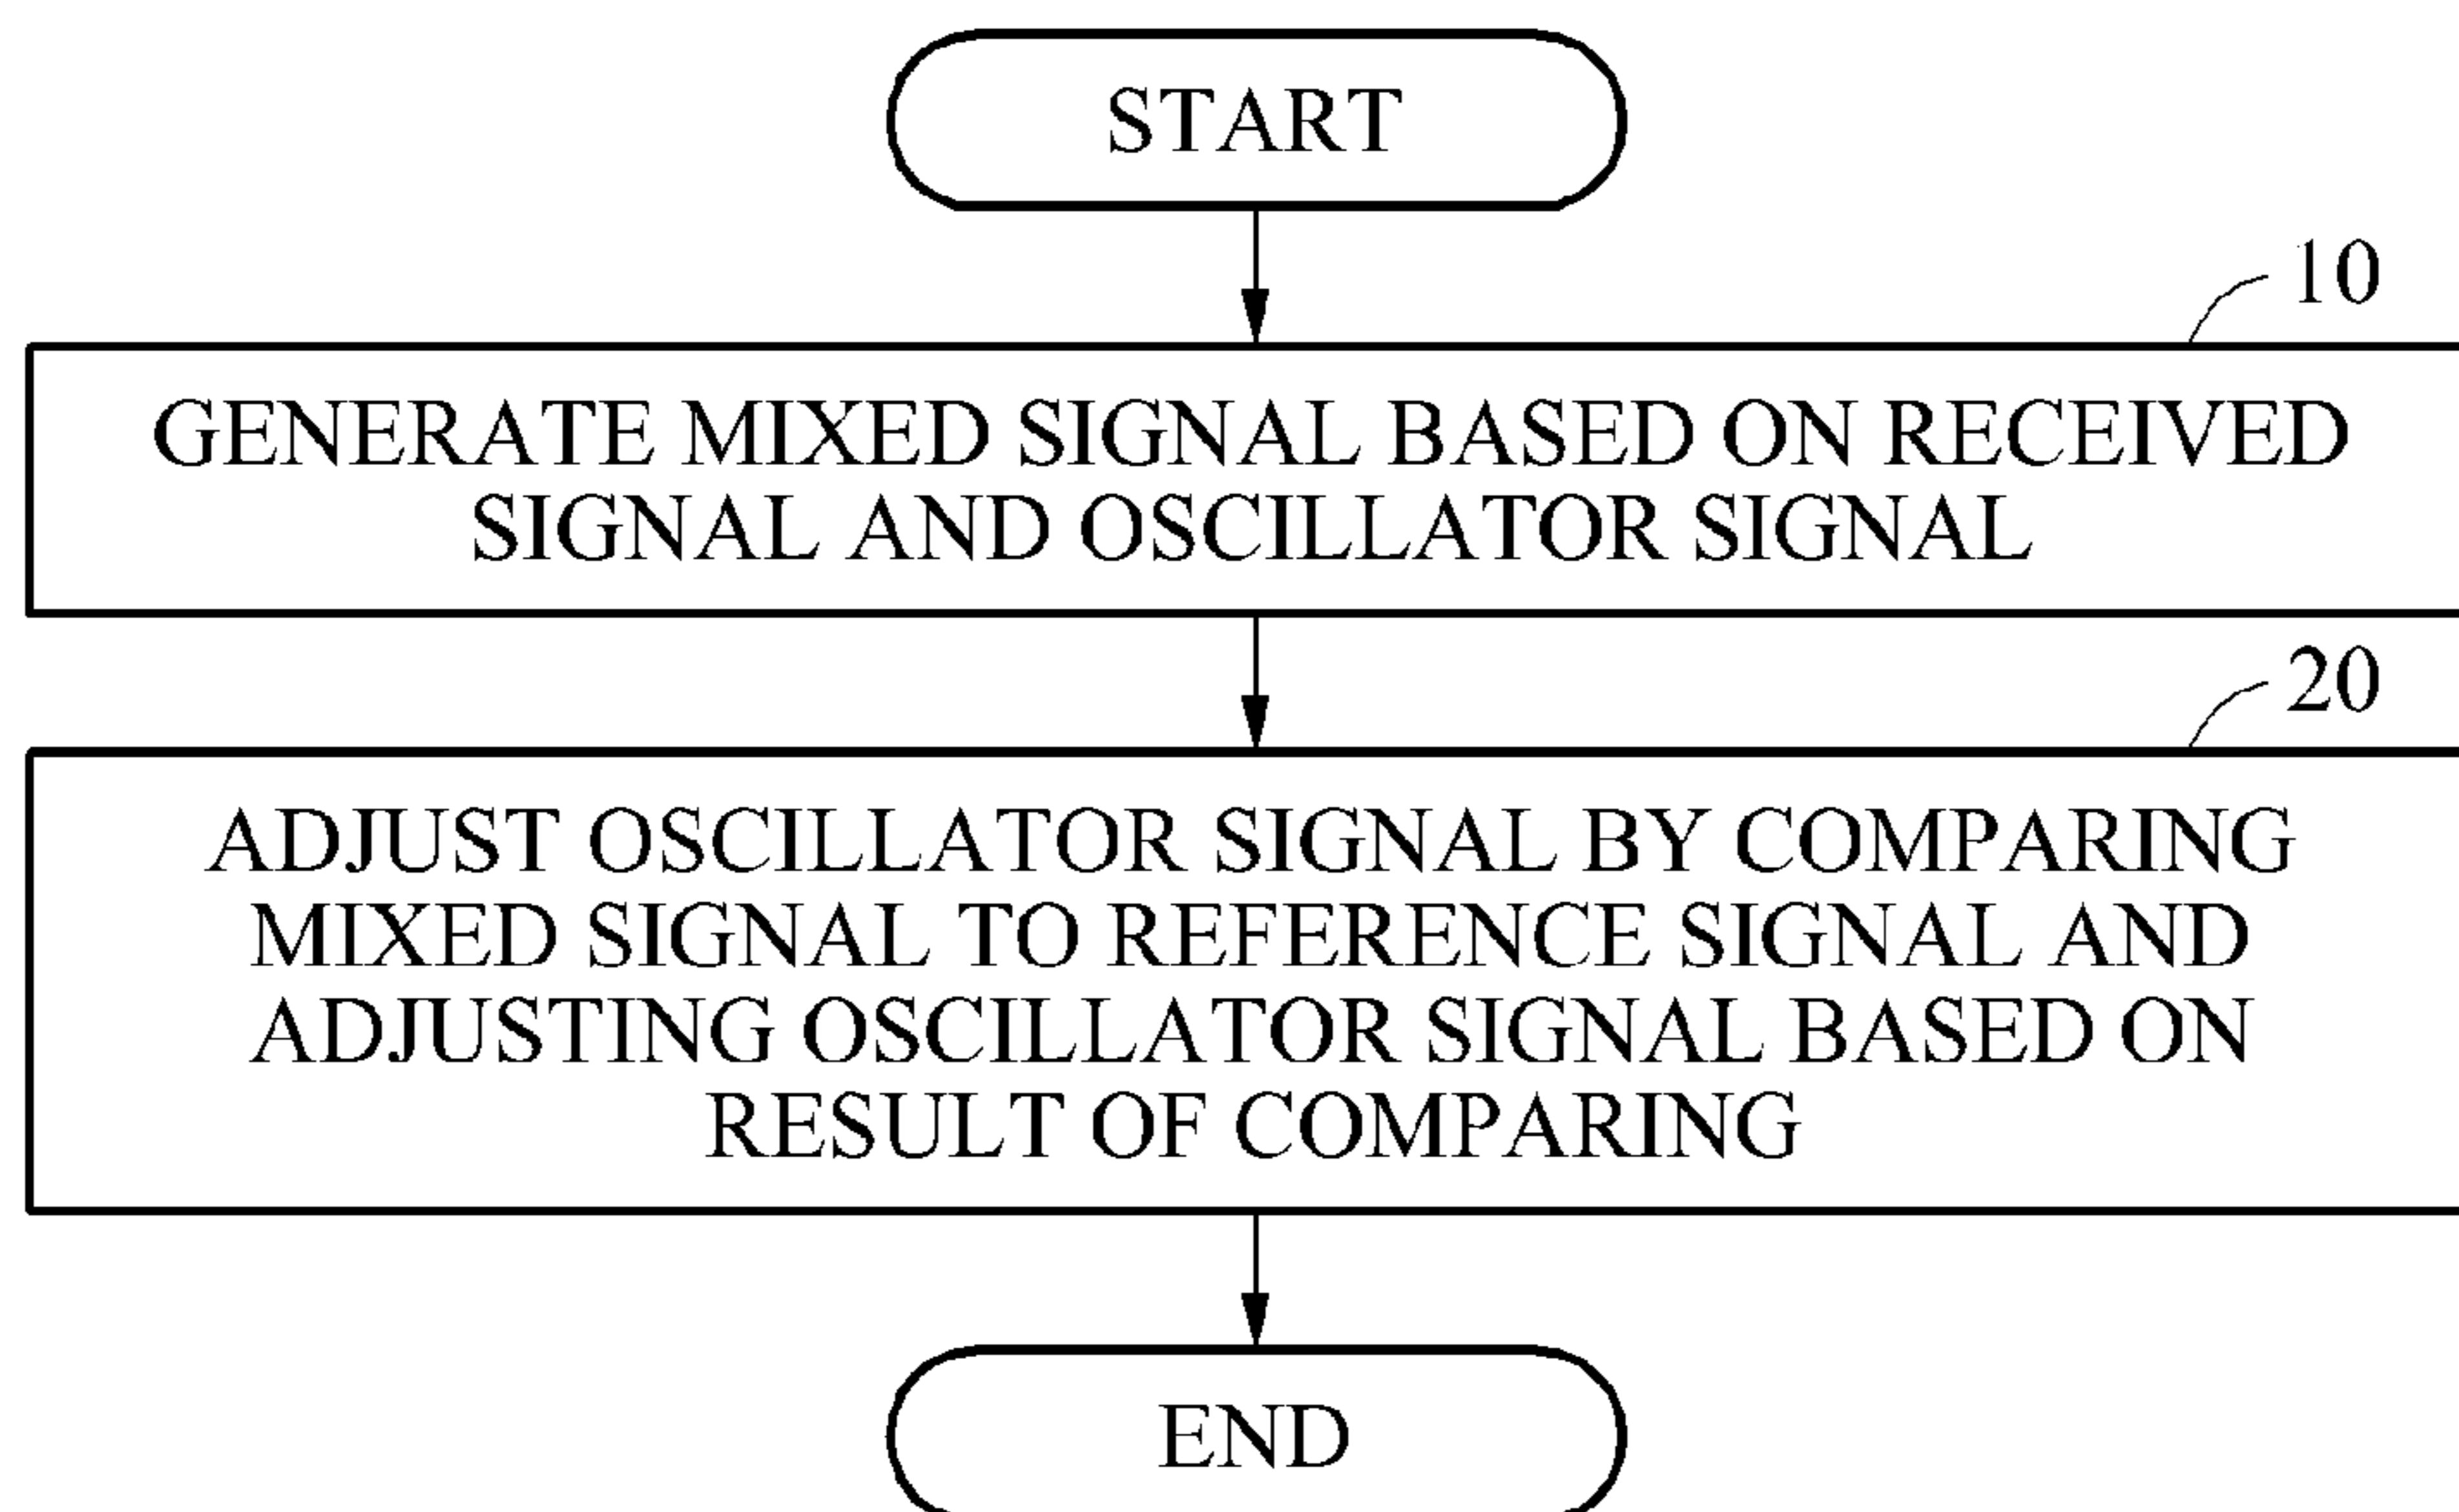 START
10
GENERATE MIXED SIGNAL BASED ON RECEIVED
SIGNAL AND OSCILLATOR SIGNAL
20
ADJUST OSCILLATOR SIGNAL BY COMPARING
MIXED SIGNAL TO REFERENCE SIGNAL AND
ADJUSTING OSCILLATOR SIGNAL BASED ON
RESULT OF COMPARING
END